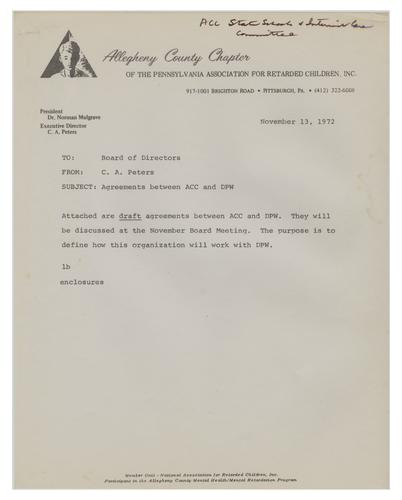 ACC State Schools & Interim Care
Committee
Allegheny County Chapter
OF THE PENNSYLVANIA ASSOCIATION FOR RETARDED CHILDREN, INC.
917-1001 BRIGHTON ROAD • PITTSBURGH, PA. • (412) 322-6008
President
Dr. Norman Mulgrave
Executive Director
C. A. Peters
November 13, 1972
TO: Board of Directors
FROM: C. A. Peters
SUBJECT: Agreements between ACC and DPW
Attached are draft agreements between ACC and DPW. They will
be discussed at the November Board Meeting. The purpose is to
define how this organization will work with DPW.
lb
enclosures
Member Unit - National Association for Retarded Children, Inc.
Participant in the Allegheny County Mental Health/Mental Retardation Program